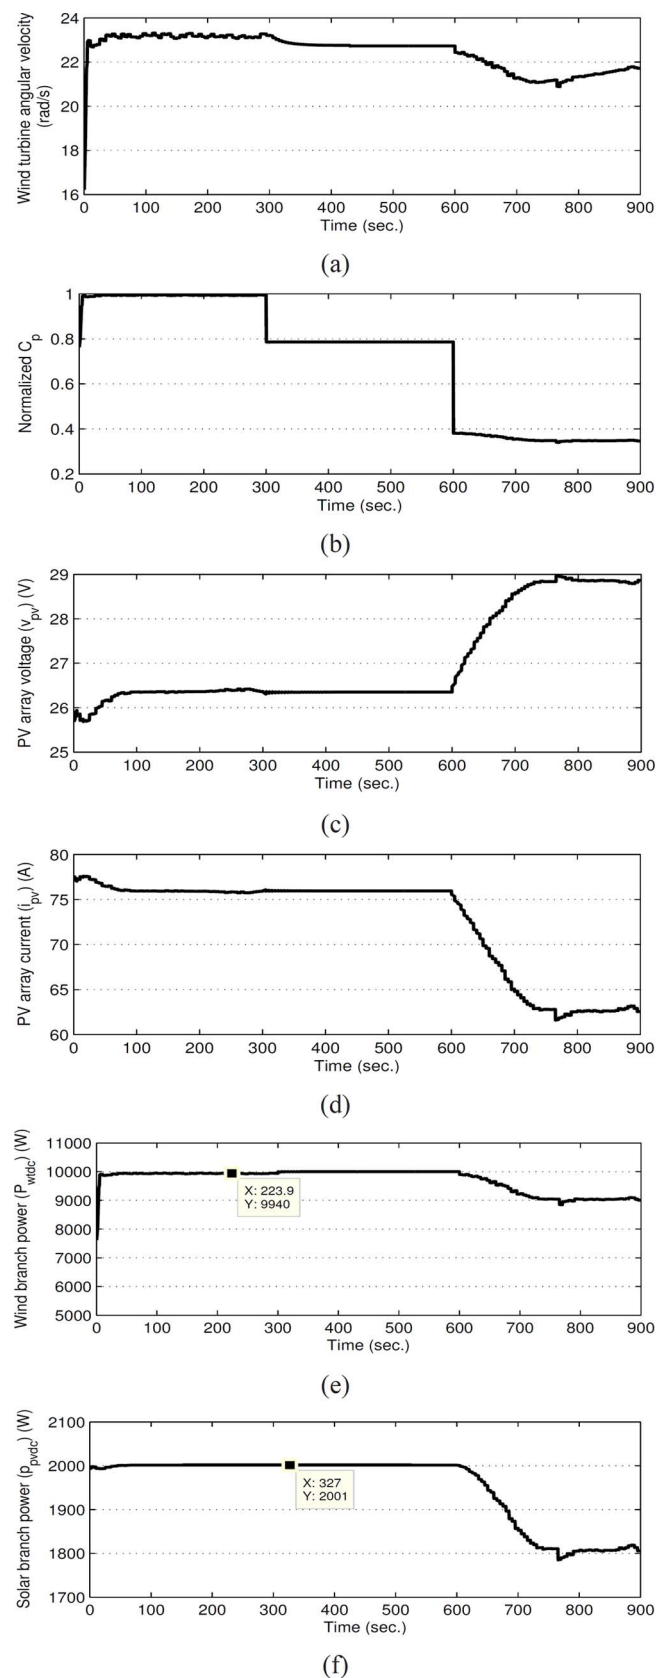 Wind turbine angular velocity
(rad/s)
24
22
20
18
16
0 100 200 300 400 500 600 700 800 900
Time (sec.)
(a)
Normalized Cp
1
0.8
0.6
0.4
0.2
0 100 200 300 400 500 600 700 800 900
Time (sec.)
(b)
PV array voltage (vpv) (V)
29
28
27
26
25
0 100 200 300 400 500 600 700 800 900
Time (sec.)
(c)
PV array current (ipv) (A)
80
75
70
65
60
0 100 200 300 400 500 600 700 800 900
Time (sec.)
(d)
Wind branch power (Pwtdc) (W)
11000
10000
9000
8000
7000
6000
5000
X: 223.9
Y: 9940
0 100 200 300 400 500 600 700 800 900
Time (sec.)
(e)
Solar branch power (ppvdc) (W)
2100
2000
1900
1800
1700
X: 327
Y: 2001
0 100 200 300 400 500 600 700 800 900
Time (sec.)
(f)